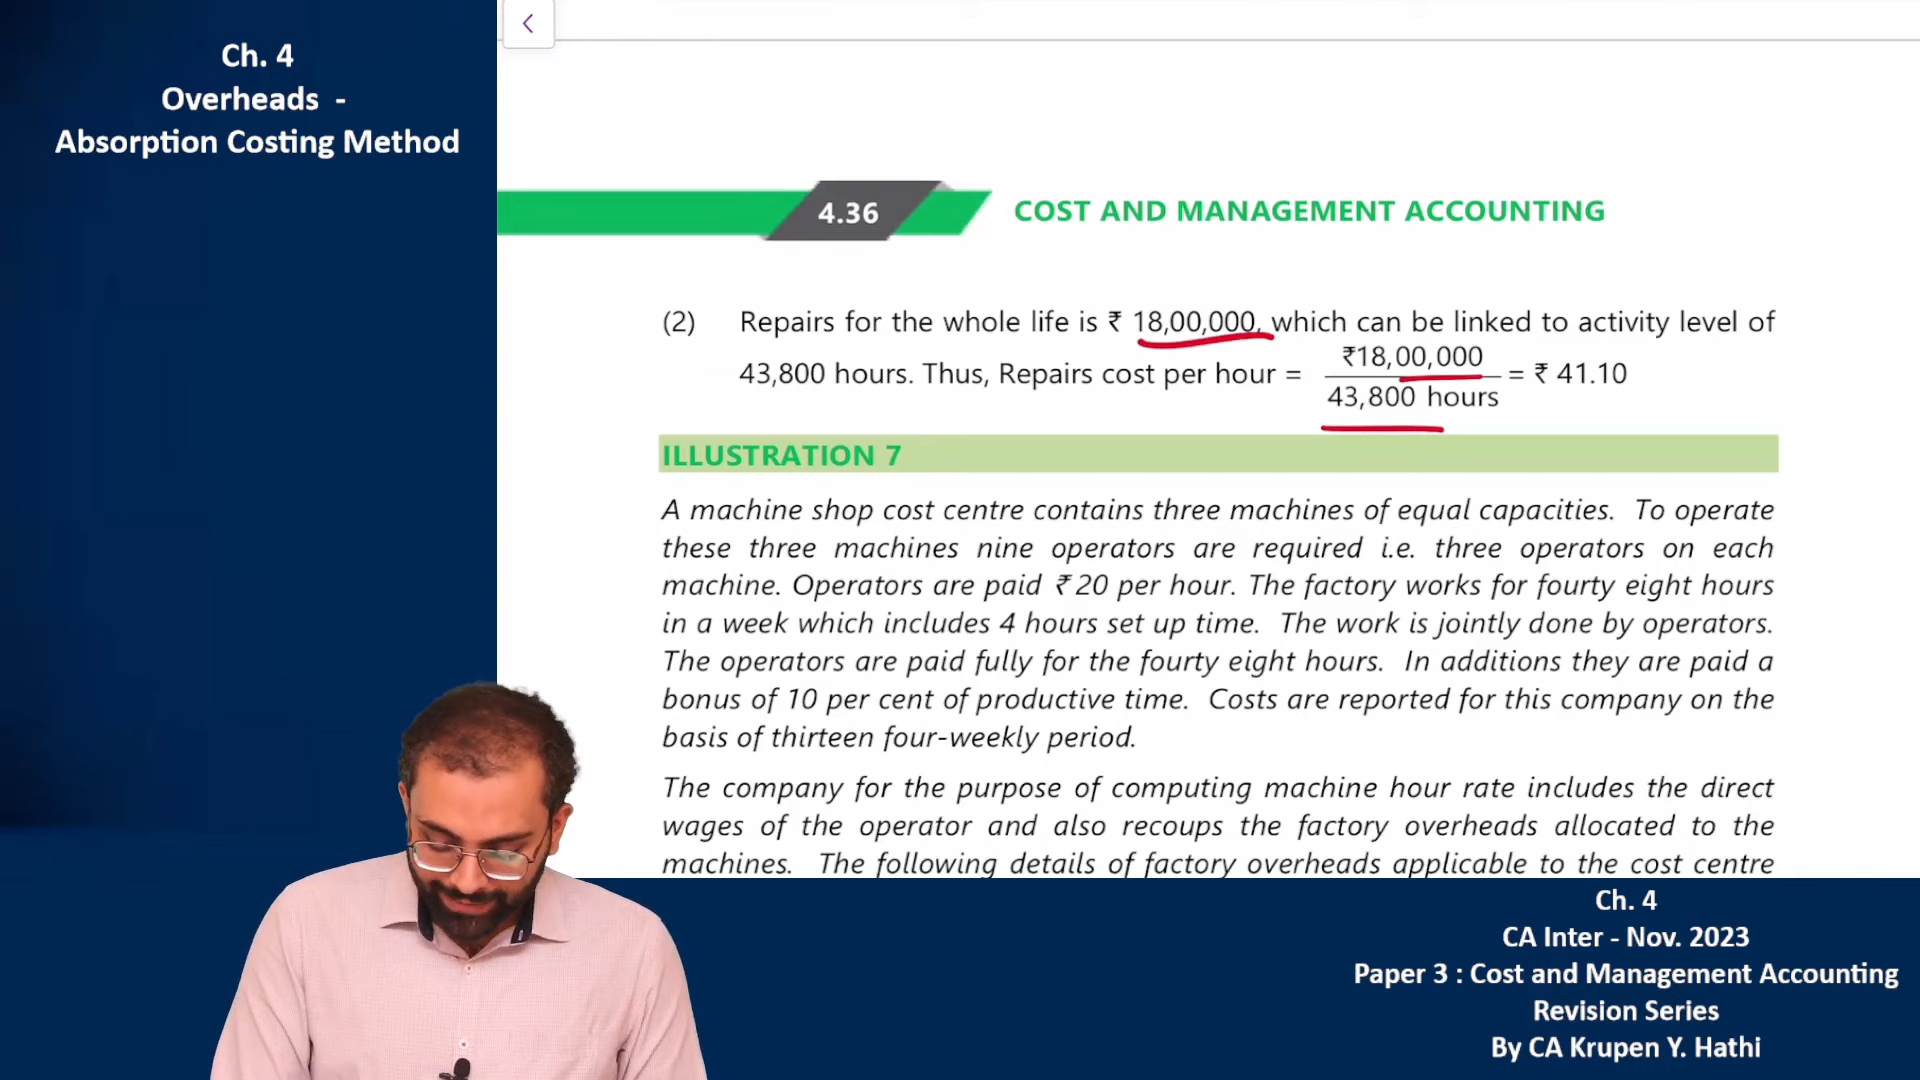 Ch. 4
Overheads -
Absorption Costing Method
4.36
COST AND MANAGEMENT ACCOUNTING
(2) Repairs for the whole life is ₹ 18,00,000, which can be linked to activity level of
43,800 hours. Thus, Repairs cost per hour = ₹18,00,000 / 43,800 hours = ₹ 41.10
ILLUSTRATION 7
A machine shop cost centre contains three machines of equal capacities. To operate
these three machines nine operators are required i.e. three operators on each
machine. Operators are paid ₹ 20 per hour. The factory works for fourty eight hours
in a week which includes 4 hours set up time. The work is jointly done by operators.
The operators are paid fully for the fourty eight hours. In additions they are paid a
bonus of 10 per cent of productive time. Costs are reported for this company on the
basis of thirteen four-weekly period.
The company for the purpose of computing machine hour rate includes the direct
wages of the operator and also recoups the factory overheads allocated to the
machines. The following details of factory overheads applicable to the cost centre
Ch. 4
CA Inter - Nov. 2023
Paper 3 : Cost and Management Accounting
Revision Series
By CA Krupen Y. Hathi